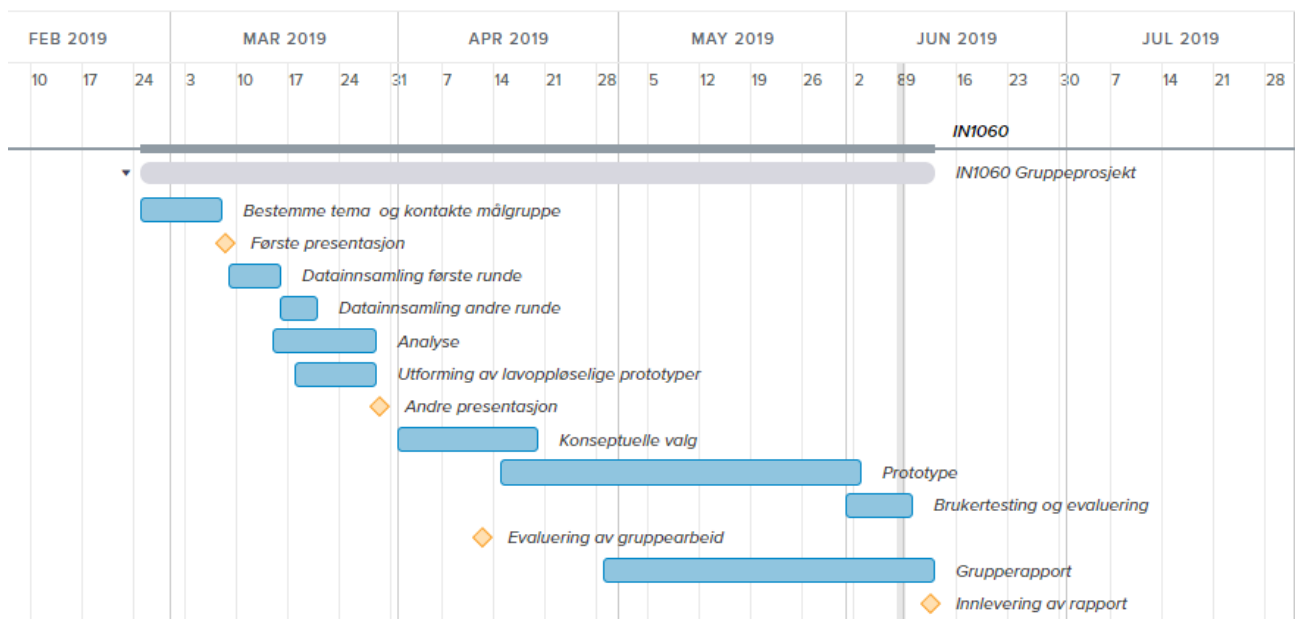 FEB 2019 MAR 2019 APR 2019 MAY 2019 JUN 2019 JUL 2019
10 17 24 3 10 17 24 31 7 14 21 28 5 12 19 26 2 8 9 16 23 30 7 14 21 28
IN1060
IN1060 Gruppeprosjekt
Bestemme tema og kontakte målgruppe
Første presentasjon
Datainnsamling første runde
Datainnsamling andre runde
Analyse
Utforming av lavoppløselige prototyper
Andre presentasjon
Konseptuelle valg
Prototype
Brukertesting og evaluering
Evaluering av gruppearbeid
Grupperapport
Innlevering av rapport